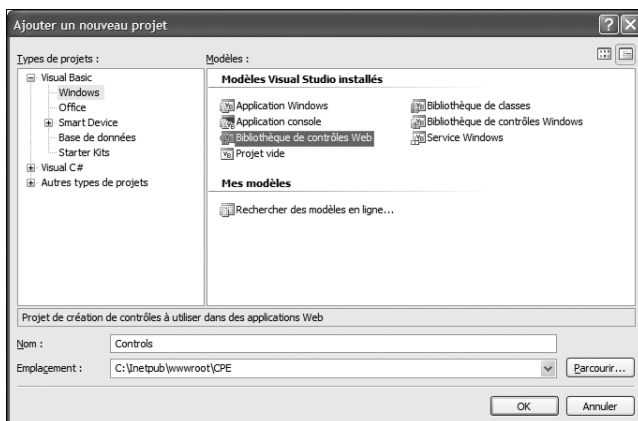 Ajouter un nouveau projet
Types de projets :
Modèles :
Visual Basic
Windows
Office
Smart Device
Base de données
Starter Kits
Visual C#
Autres types de projets
Modèles Visual Studio installés
Application Windows
Bibliothèque de classes
Application console
Bibliothèque de contrôles Windows
Bibliothèque de contrôles Web
Service Windows
Projet vide
Mes modèles
Rechercher des modèles en ligne...
Projet de création de contrôles à utiliser dans des applications Web
Nom :
Controls
Emplacement :
C:\Inetpub\wwwroot\CPE
Parcourir...
OK
Annuler